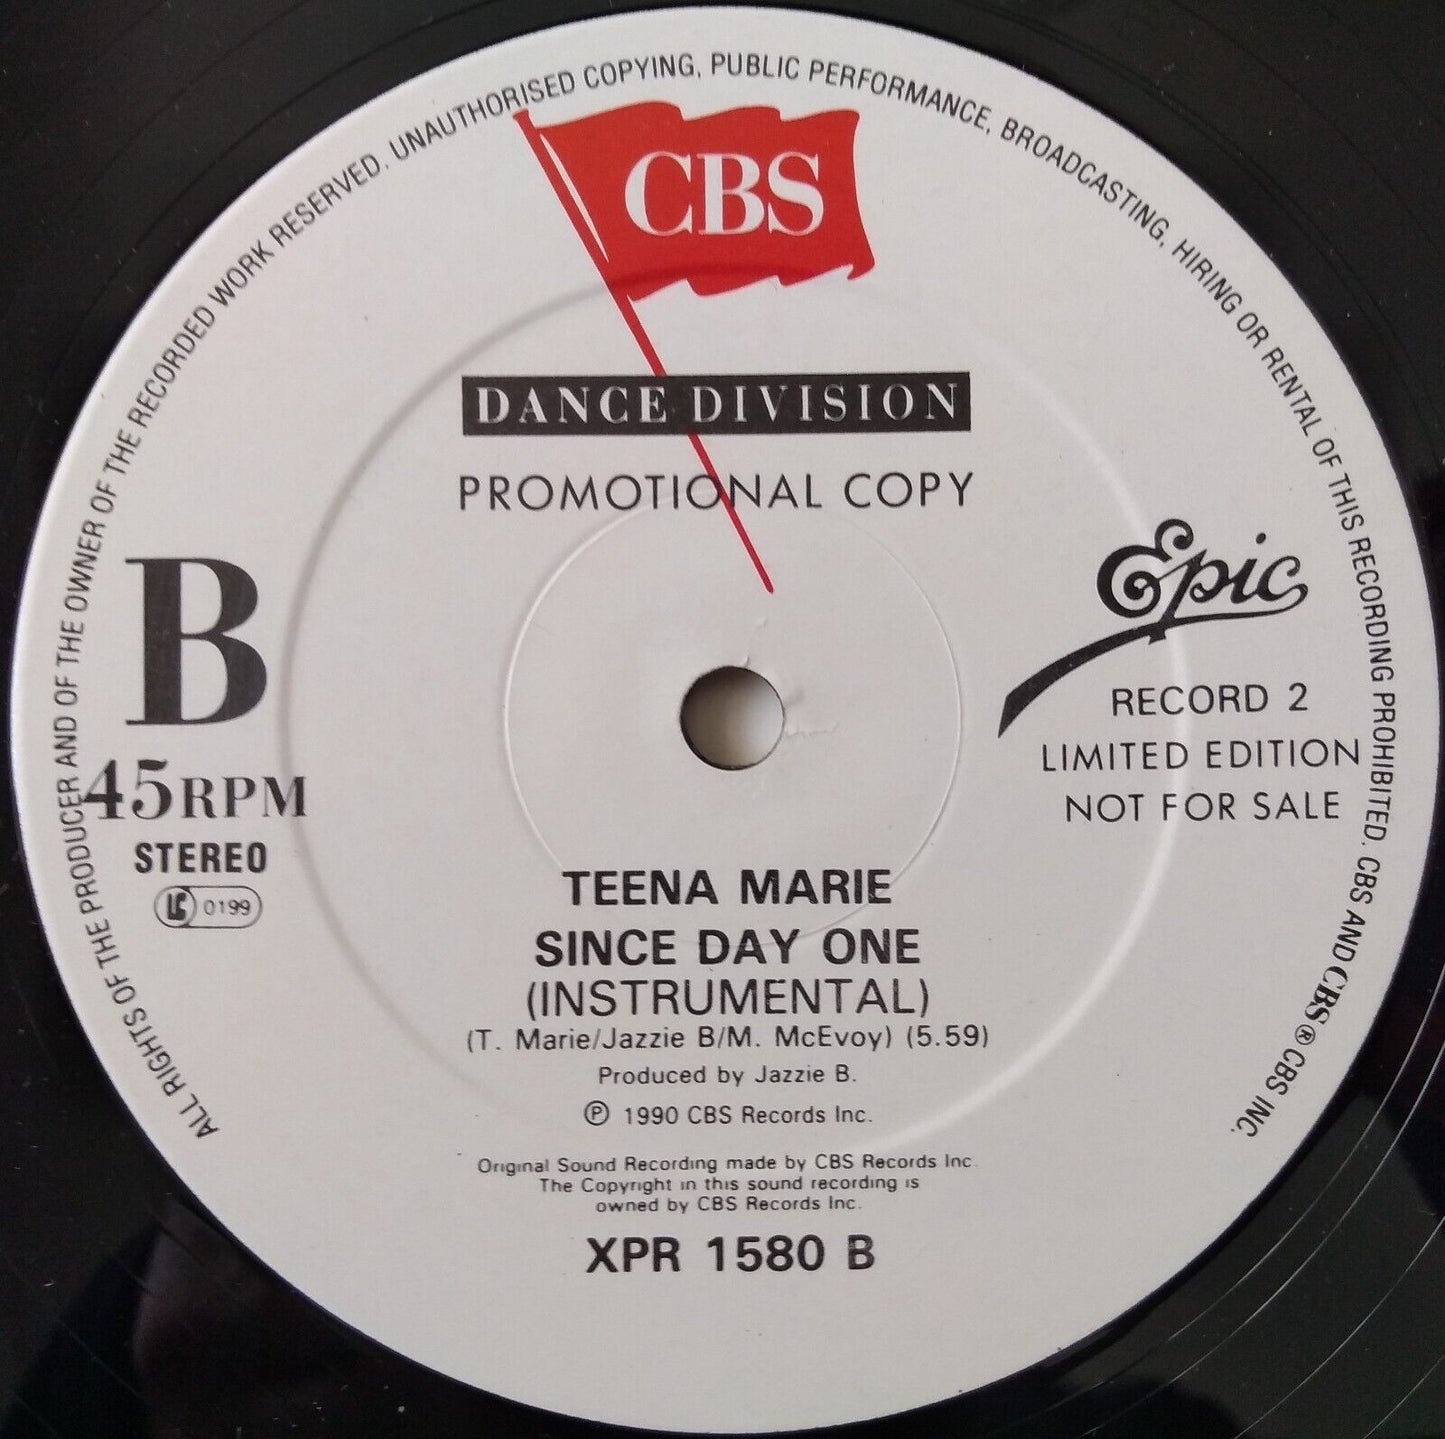 ALL RIGHTS OF THE PRODUCER AND OF THE OWNER OF THE RECORDED WORK RESERVED. UNAUTHORISED COPYING, PUBLIC PERFORMANCE, BROADCASTING, HIRING OR RENTAL OF THIS RECORDING PROHIBITED. CBS AND CBS® CBS INC.
CBS
DANCE DIVISION
PROMOTIONAL COPY
B
45RPM
STEREO
LC 0199
Epic
RECORD 2
LIMITED EDITION
NOT FOR SALE
TEENA MARIE
SINCE DAY ONE
(INSTRUMENTAL)
(T. Marie/Jazzie B/M. McEvoy) (5.59)
Produced by Jazzie B.
℗ 1990 CBS Records Inc.
Original Sound Recording made by CBS Records Inc.
The Copyright in this sound recording is
owned by CBS Records Inc.
XPR 1580 B